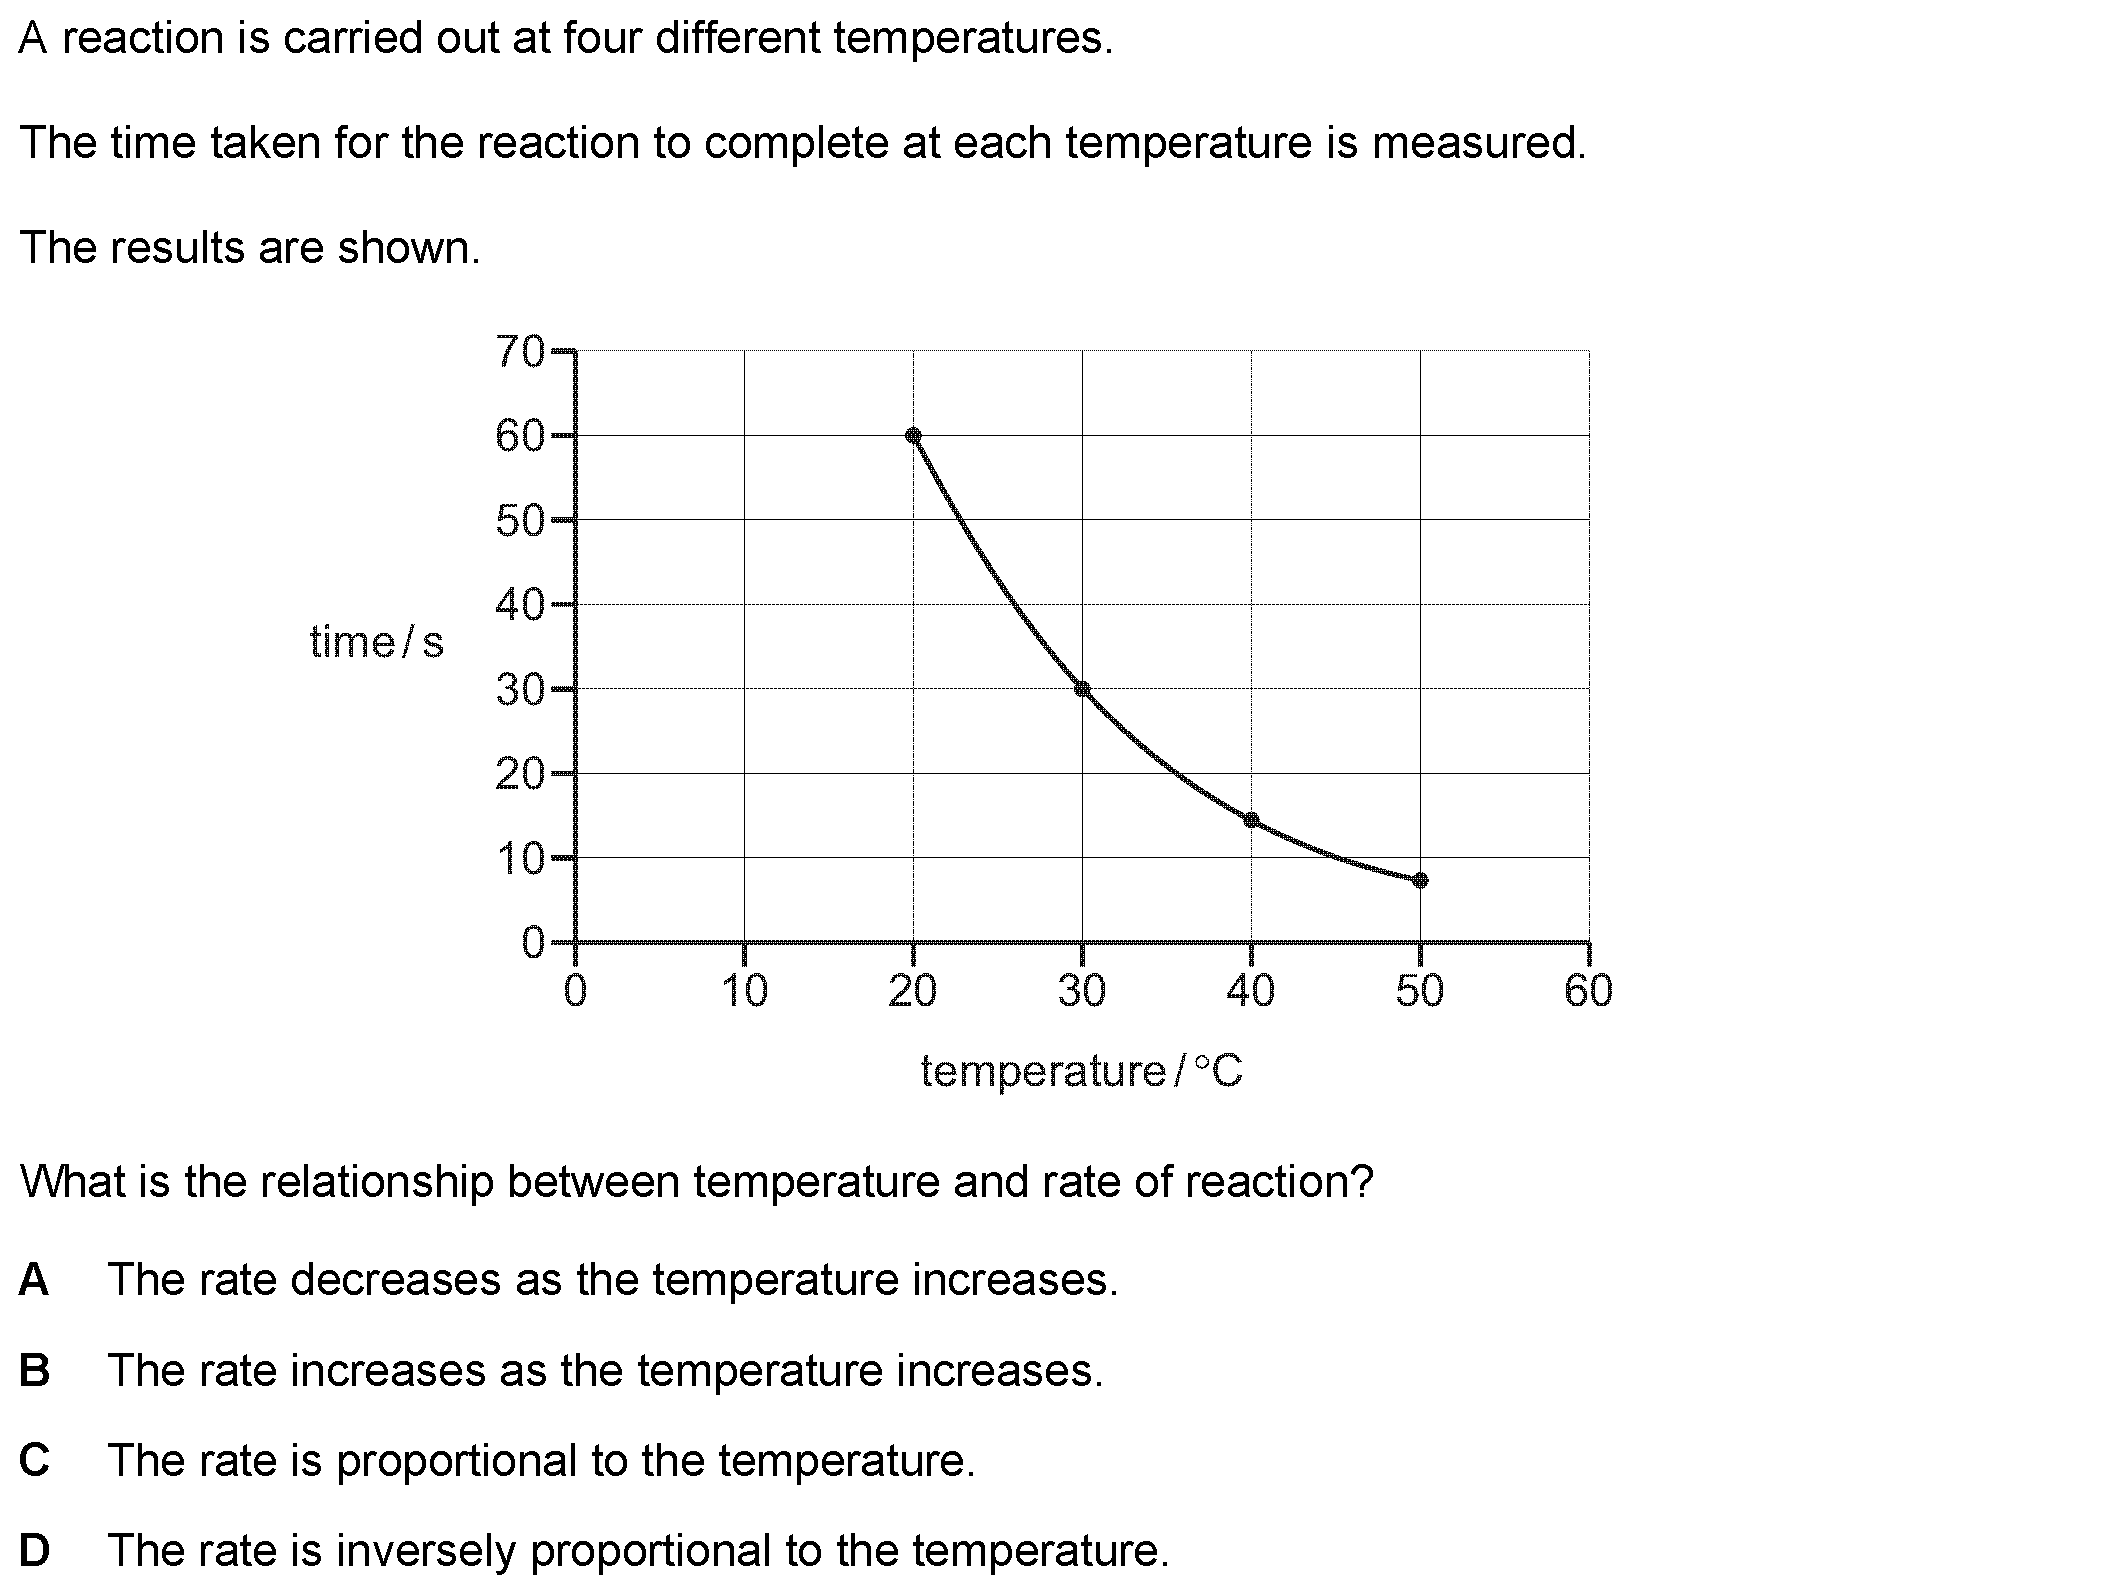 A reaction is carried out at four different temperatures.
The time taken for the reaction to complete at each temperature is measured.
The results are shown.
70
60
50
40
time / s
30
20
10
0
0 10 20 30 40 50 60
temperature / °C
What is the relationship between temperature and rate of reaction?
A The rate decreases as the temperature increases.
B The rate increases as the temperature increases.
C The rate is proportional to the temperature.
D The rate is inversely proportional to the temperature.